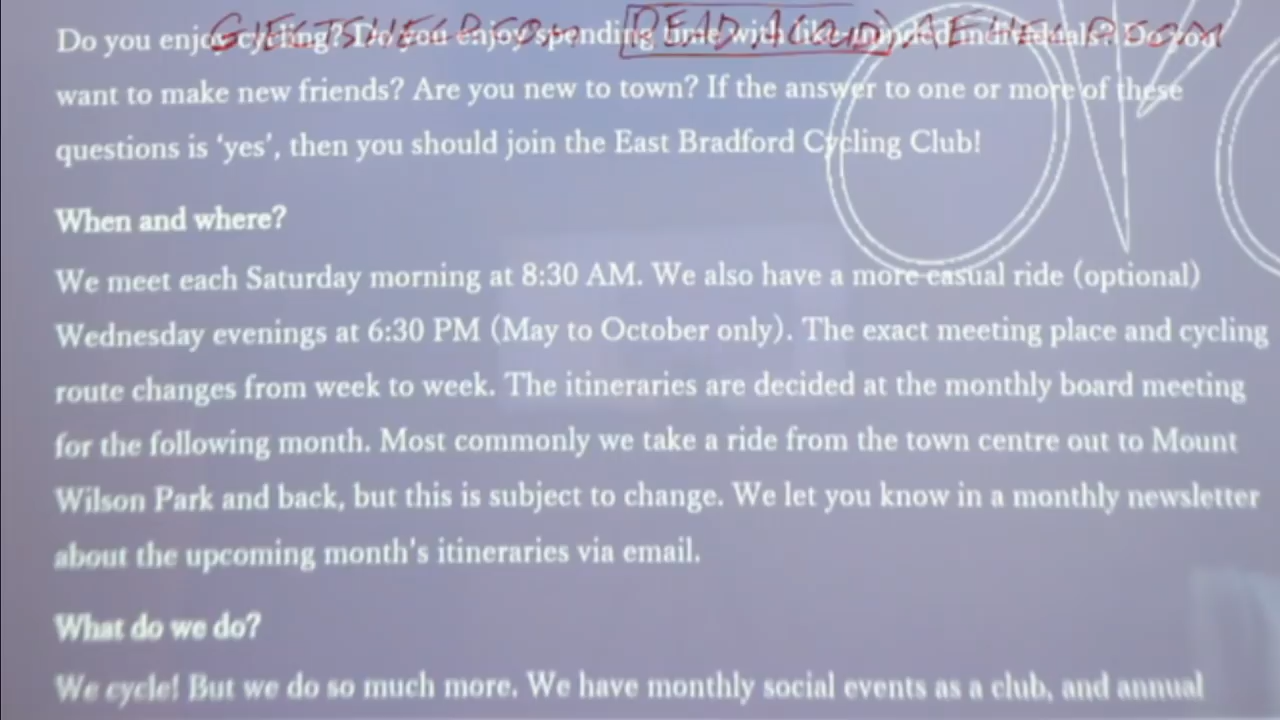 GELTSHELP.COM READ ALOUD AEHELP.COM
Do you enjoy cycling? Do you enjoy spending time with like-minded individuals? Do you
want to make new friends? Are you new to town? If the answer to one or more of these
questions is ‘yes’, then you should join the East Bradford Cycling Club!
When and where?
We meet each Saturday morning at 8:30 AM. We also have a more casual ride (optional)
Wednesday evenings at 6:30 PM (May to October only). The exact meeting place and cycling
route changes from week to week. The itineraries are decided at the monthly board meeting
for the following month. Most commonly we take a ride from the town centre out to Mount
Wilson Park and back, but this is subject to change. We let you know in a monthly newsletter
about the upcoming month’s itineraries via email.
What do we do?
We cycle! But we do so much more. We have monthly social events as a club, and annual